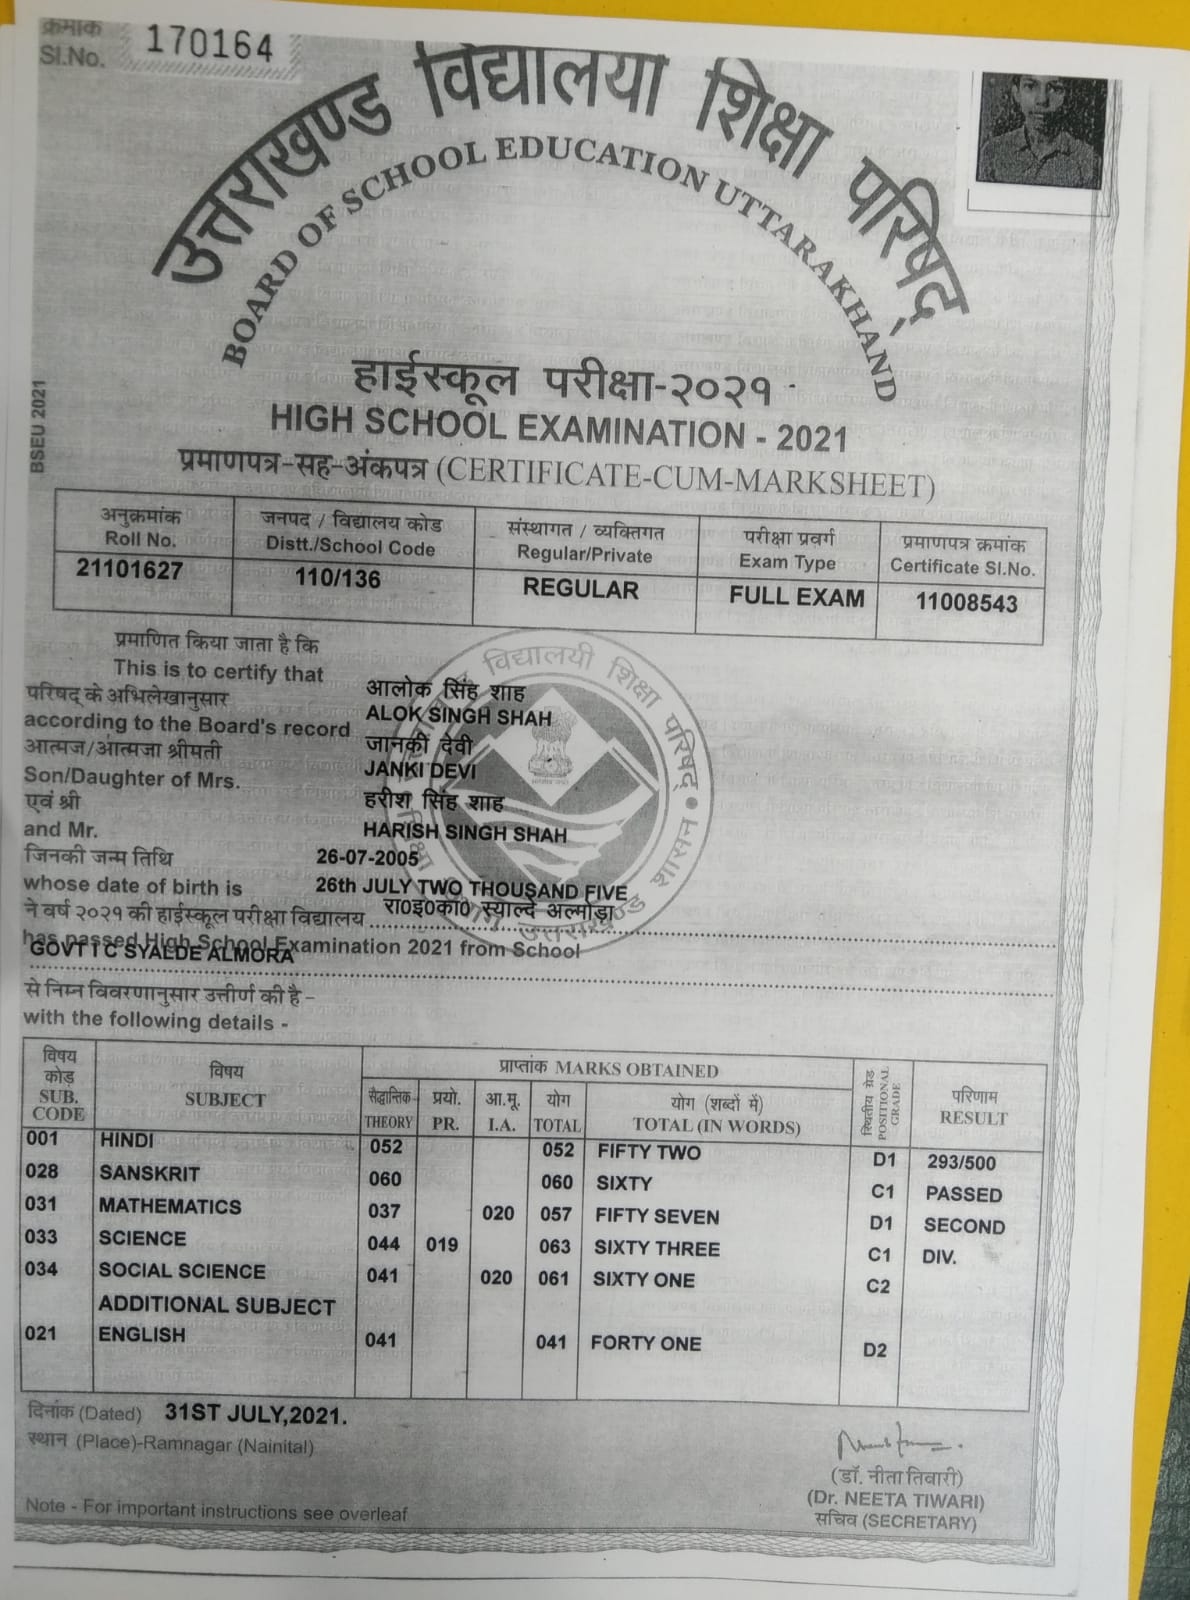 क्रमांक
Sl.No. 170164
उत्तराखण्ड विद्यालयी शिक्षा परिषद्
BOARD OF SCHOOL EDUCATION UTTARAKHAND
BSEU 2021
हाईस्कूल परीक्षा-२०२१
HIGH SCHOOL EXAMINATION - 2021
प्रमाणपत्र-सह-अंकपत्र (CERTIFICATE-CUM-MARKSHEET)
अनुक्रमांक जनपद / विद्यालय कोड संस्थागत / व्यक्तिगत परीक्षा प्रवर्ग प्रमाणपत्र क्रमांक
Roll No. Distt./School Code Regular/Private Exam Type Certificate Sl.No.
21101627 110/136 REGULAR FULL EXAM 11008543
प्रमाणित किया जाता है कि
This is to certify that
परिषद् के अभिलेखानुसार आलोक सिंह शाह
according to the Board's record ALOK SINGH SHAH
आत्मज/आत्मजा श्रीमती जानकी देवी
Son/Daughter of Mrs. JANKI DEVI
एवं श्री हरीश सिंह शाह
and Mr. HARISH SINGH SHAH
जिनकी जन्म तिथि 26-07-2005
whose date of birth is 26th JULY TWO THOUSAND FIVE
ने वर्ष २०२१ की हाईस्कूल परीक्षा विद्यालय रा०इ०का० स्याल्दे अल्मोड़ा
has passed High School Examination 2021 from School
GOVT I C SYALDE ALMORA
से निम्न विवरणानुसार उत्तीर्ण की है –
with the following details -
विषय कोड़ विषय प्राप्तांक MARKS OBTAINED स्थितीय ग्रेड परिणाम
SUB. CODE SUBJECT POSITIONAL GRADE RESULT
सैद्धान्तिक प्रयो. आ.मू. योग योग (शब्दों में)
THEORY PR. I.A. TOTAL TOTAL (IN WORDS)
001 HINDI 052 052 FIFTY TWO D1 293/500
028 SANSKRIT 060 060 SIXTY C1 PASSED
031 MATHEMATICS 037 020 057 FIFTY SEVEN D1 SECOND
033 SCIENCE 044 019 063 SIXTY THREE C1 DIV.
034 SOCIAL SCIENCE 041 020 061 SIXTY ONE C2
ADDITIONAL SUBJECT
021 ENGLISH 041 041 FORTY ONE D2
दिनांक (Dated) 31ST JULY,2021.
स्थान (Place)-Ramnagar (Nainital)
(डॉ. नीता तिवारी)
(Dr. NEETA TIWARI)
सचिव (SECRETARY)
Note - For important instructions see overleaf